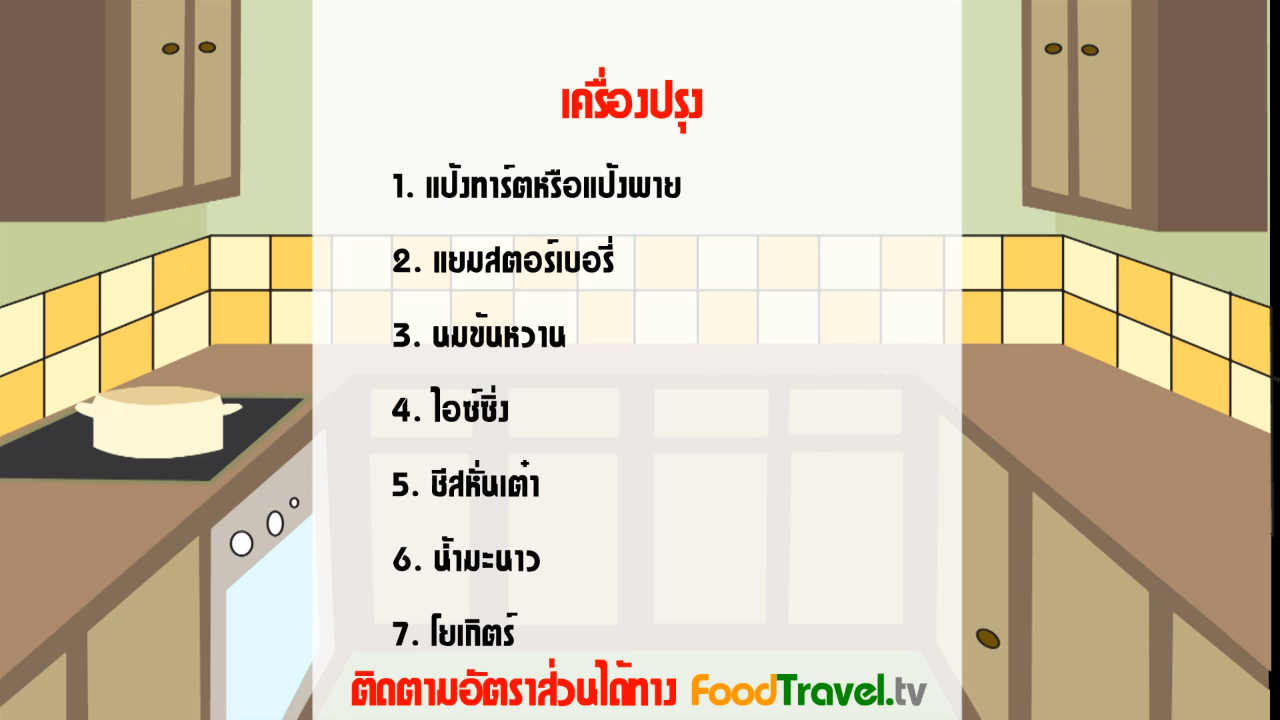 เครื่องปรุง
1. แป้งทาร์ตหรือแป้งพาย
2. แยมสตอร์เบอรี่
3. นมข้นหวาน
4. ไอซ์ซิ่ง
5. ชีสหั่นเต๋า
6. น้ำมะนาว
7. โยเกิตร์
ติดตามอัตราส่วนได้ทาง FoodTravel.tv